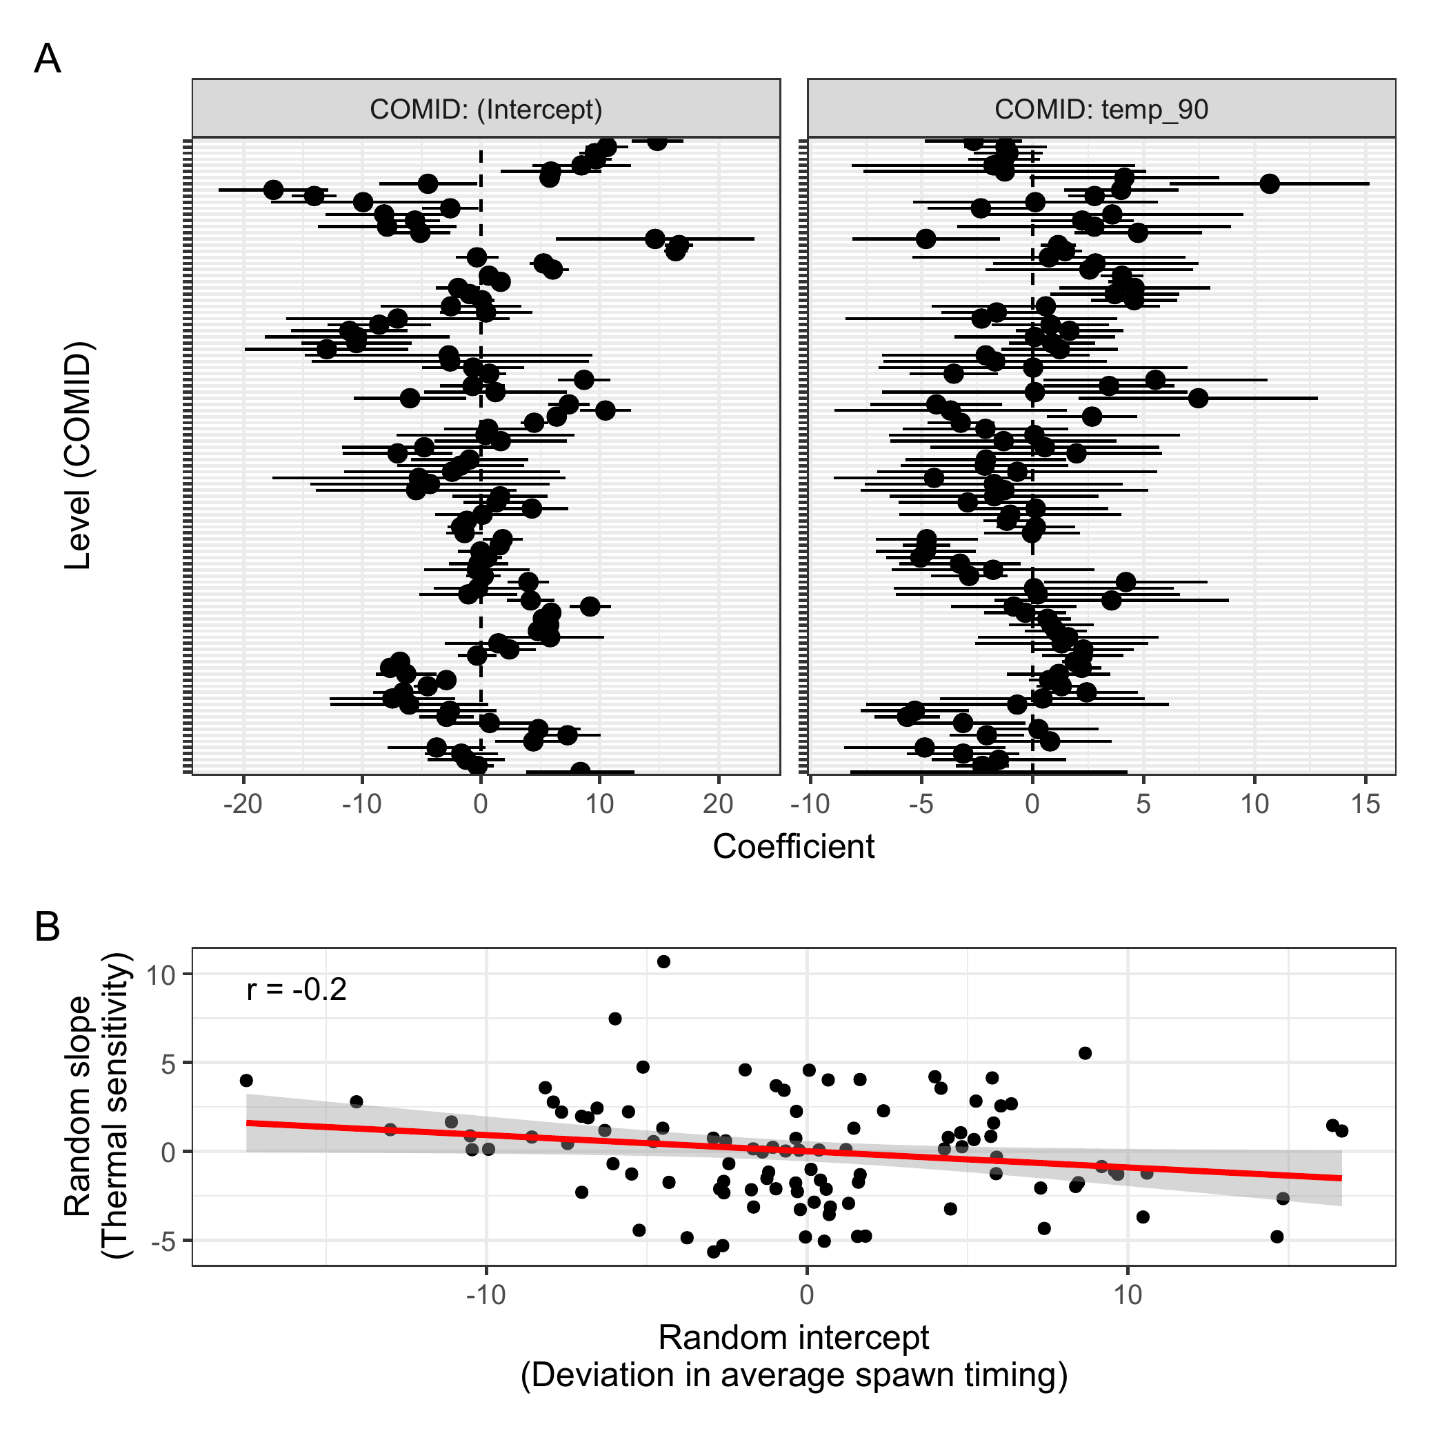 A
COMID: (Intercept)
COMID: temp_90
Level (COMID)
-20 -10 0 10 20
-10 -5 0 5 10 15
Coefficient
B
Random slope
(Thermal sensitivity)
10
5
0
-5
r = -0.2
-10 0 10
Random intercept
(Deviation in average spawn timing)